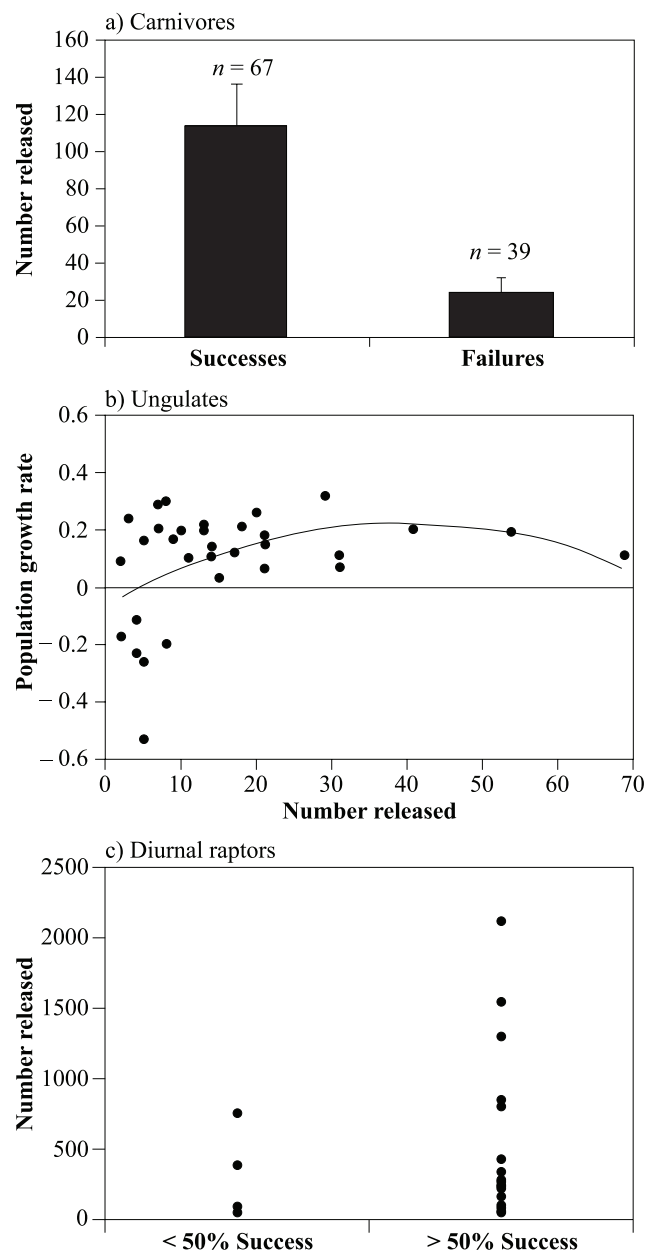 a) Carnivores
160
140
120
100
80
60
40
20
0
Number released
n = 67
n = 39
Successes
Failures
b) Ungulates
0.6
0.4
0.2
0
– 0.2
– 0.4
– 0.6
Population growth rate
0
10
20
30
40
50
60
70
Number released
c) Diurnal raptors
2500
2000
1500
1000
500
0
Number released
< 50% Success
> 50% Success